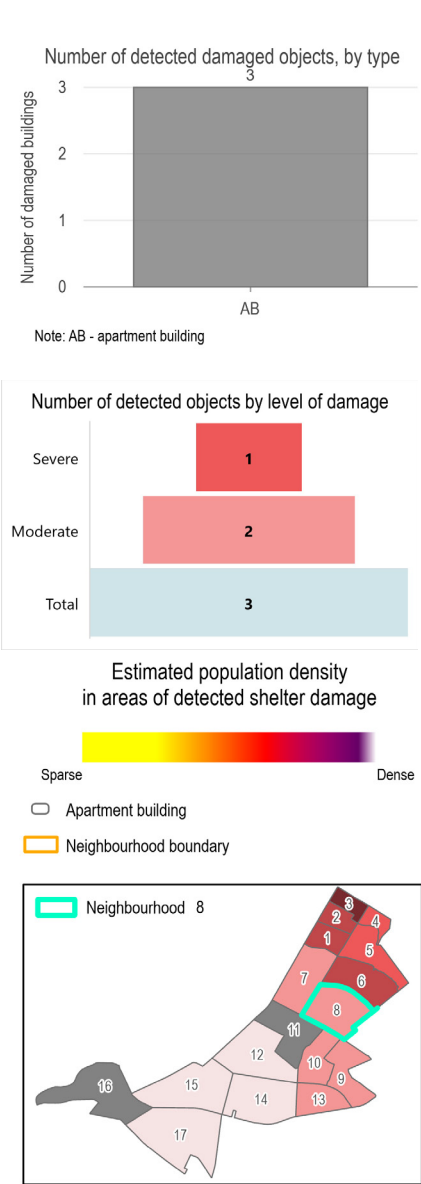 Number of detected damaged objects, by type
3
Number of damaged buildings
3
2
1
0
AB
Note: AB - apartment building
Number of detected objects by level of damage
Severe 1
Moderate 2
Total 3
Estimated population density
in areas of detected shelter damage
Sparse Dense
Apartment building
Neighbourhood boundary
Neighbourhood 8
3
2 4
1 5
7 6
8
11
12 10
9
16 15 14 13
17